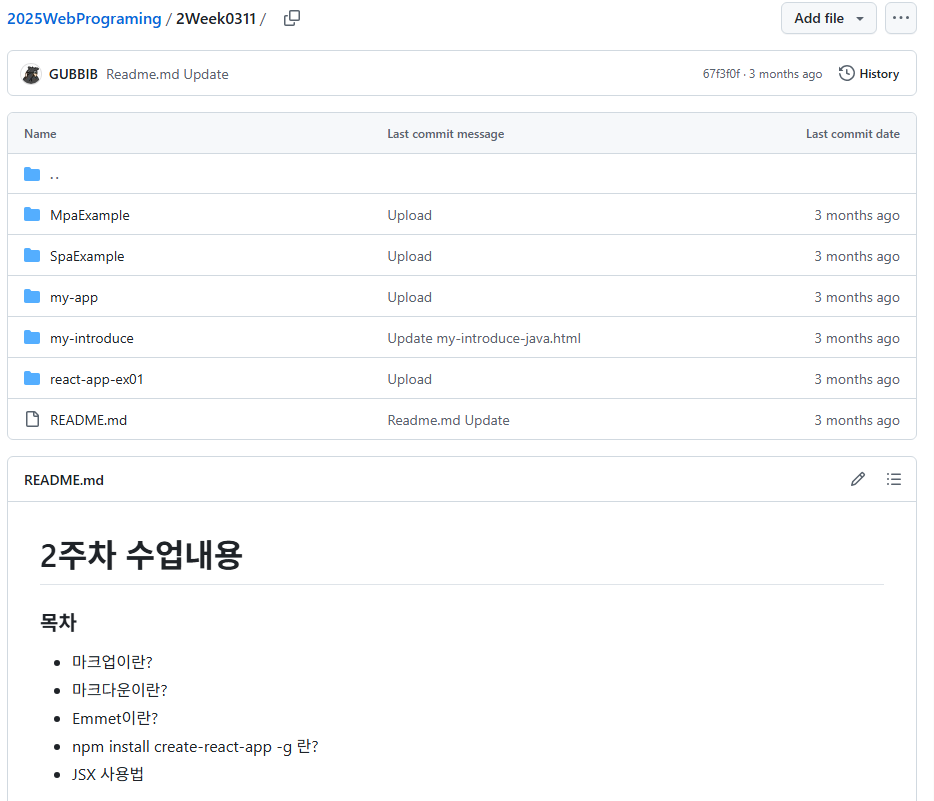 2025WebPrograming / 2Week0311 /
Add file
GUBBIB Readme.md Update
67f3f0f · 3 months ago
History
Name Last commit message Last commit date
..
MpaExample Upload 3 months ago
SpaExample Upload 3 months ago
my-app Upload 3 months ago
my-introduce Update my-introduce-java.html 3 months ago
react-app-ex01 Upload 3 months ago
README.md Readme.md Update 3 months ago
README.md
2주차 수업내용
목차
마크업이란?
마크다운이란?
Emmet이란?
npm install create-react-app -g 란?
JSX 사용법